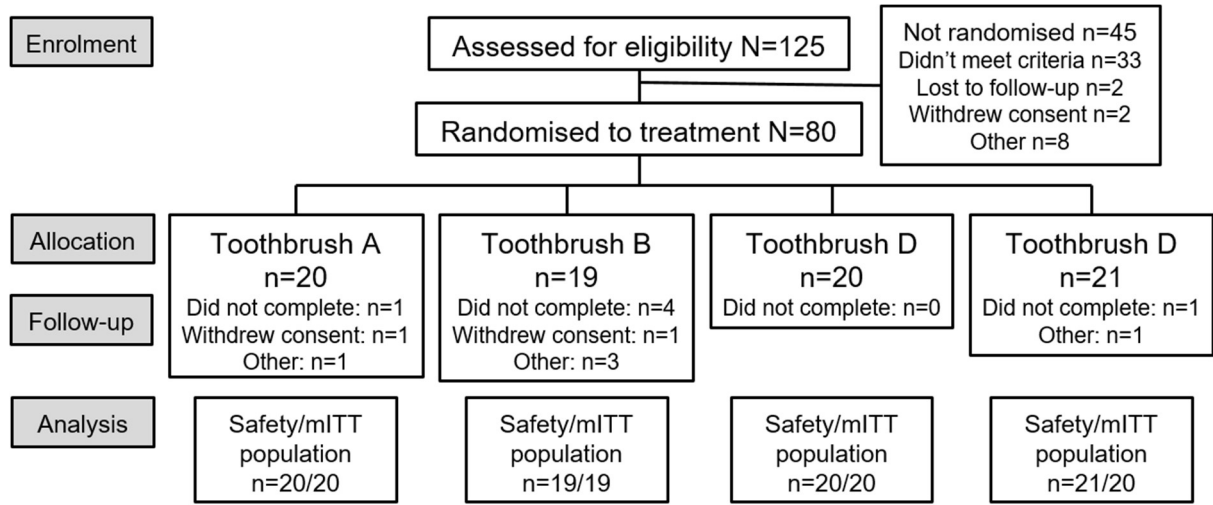 Enrolment
Assessed for eligibility N=125
Not randomised n=45
Didn't meet criteria n=33
Lost to follow-up n=2
Withdrew consent n=2
Other n=8
Randomised to treatment N=80
Allocation
Follow-up
Toothbrush A
n=20
Did not complete: n=1
Withdrew consent: n=1
Other: n=1
Toothbrush B
n=19
Did not complete: n=4
Withdrew consent: n=1
Other: n=3
Toothbrush D
n=20
Did not complete: n=0
Toothbrush D
n=21
Did not complete: n=1
Other: n=1
Analysis
Safety/mITT
population
n=20/20
Safety/mITT
population
n=19/19
Safety/mITT
population
n=20/20
Safety/mITT
population
n=21/20